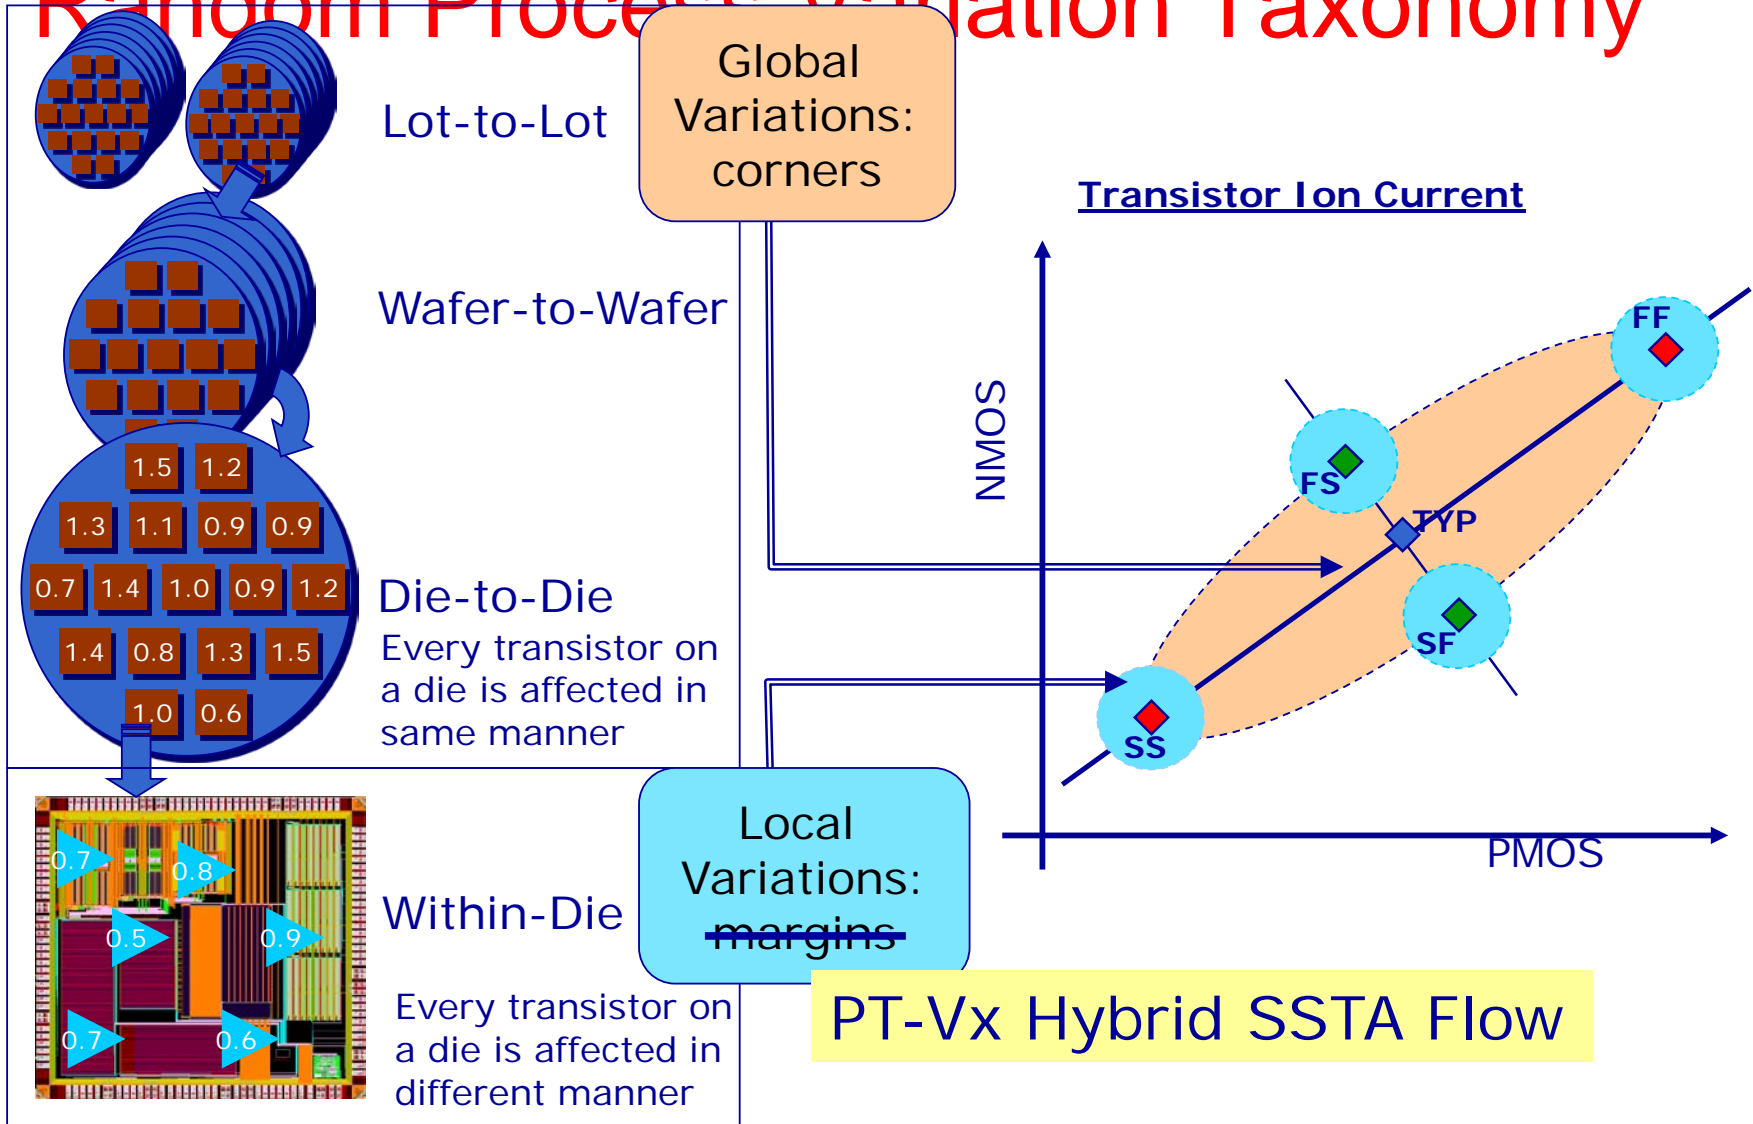 Random Process Variation Taxonomy
Lot-to-Lot
Global
Variations:
corners
Wafer-to-Wafer
1.5 1.2
1.3 1.1 0.9 0.9
0.7 1.4 1.0 0.9 1.2
1.4 0.8 1.3 1.5
1.0 0.6
Die-to-Die
Every transistor on
a die is affected in
same manner
0.7 0.8
0.5 0.9
0.7 0.6
Within-Die
Every transistor on
a die is affected in
different manner
Local
Variations:
margins
Transistor Ion Current
NMOS
FF
FS
TYP
SF
SS
PMOS
PT-Vx Hybrid SSTA Flow